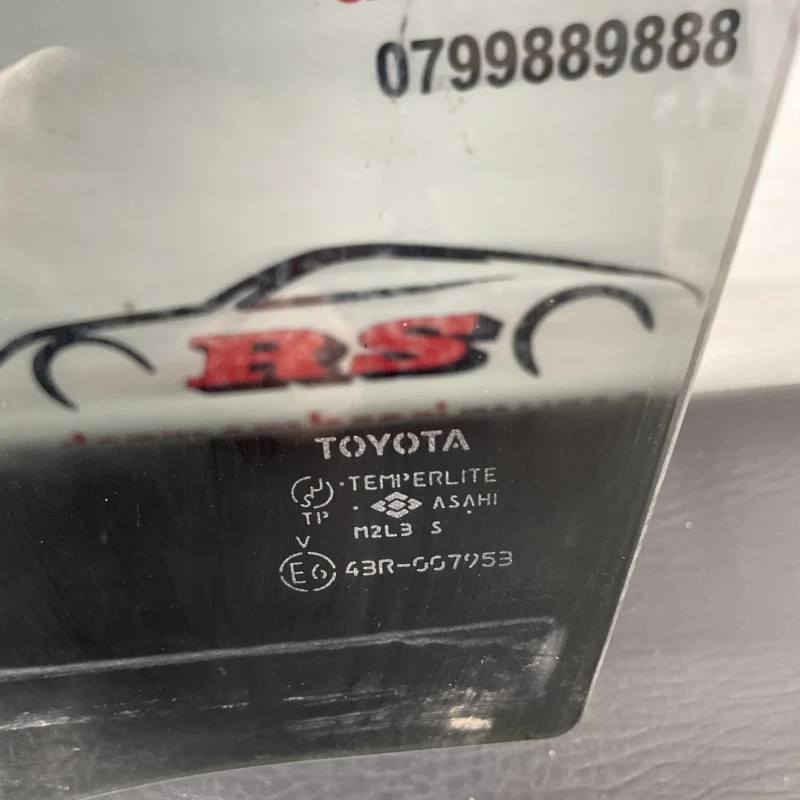 0799889888
RS
TOYOTA
TEMPERLITE
TP
ASAHI
M2L3 S
V
E6 43R-007953